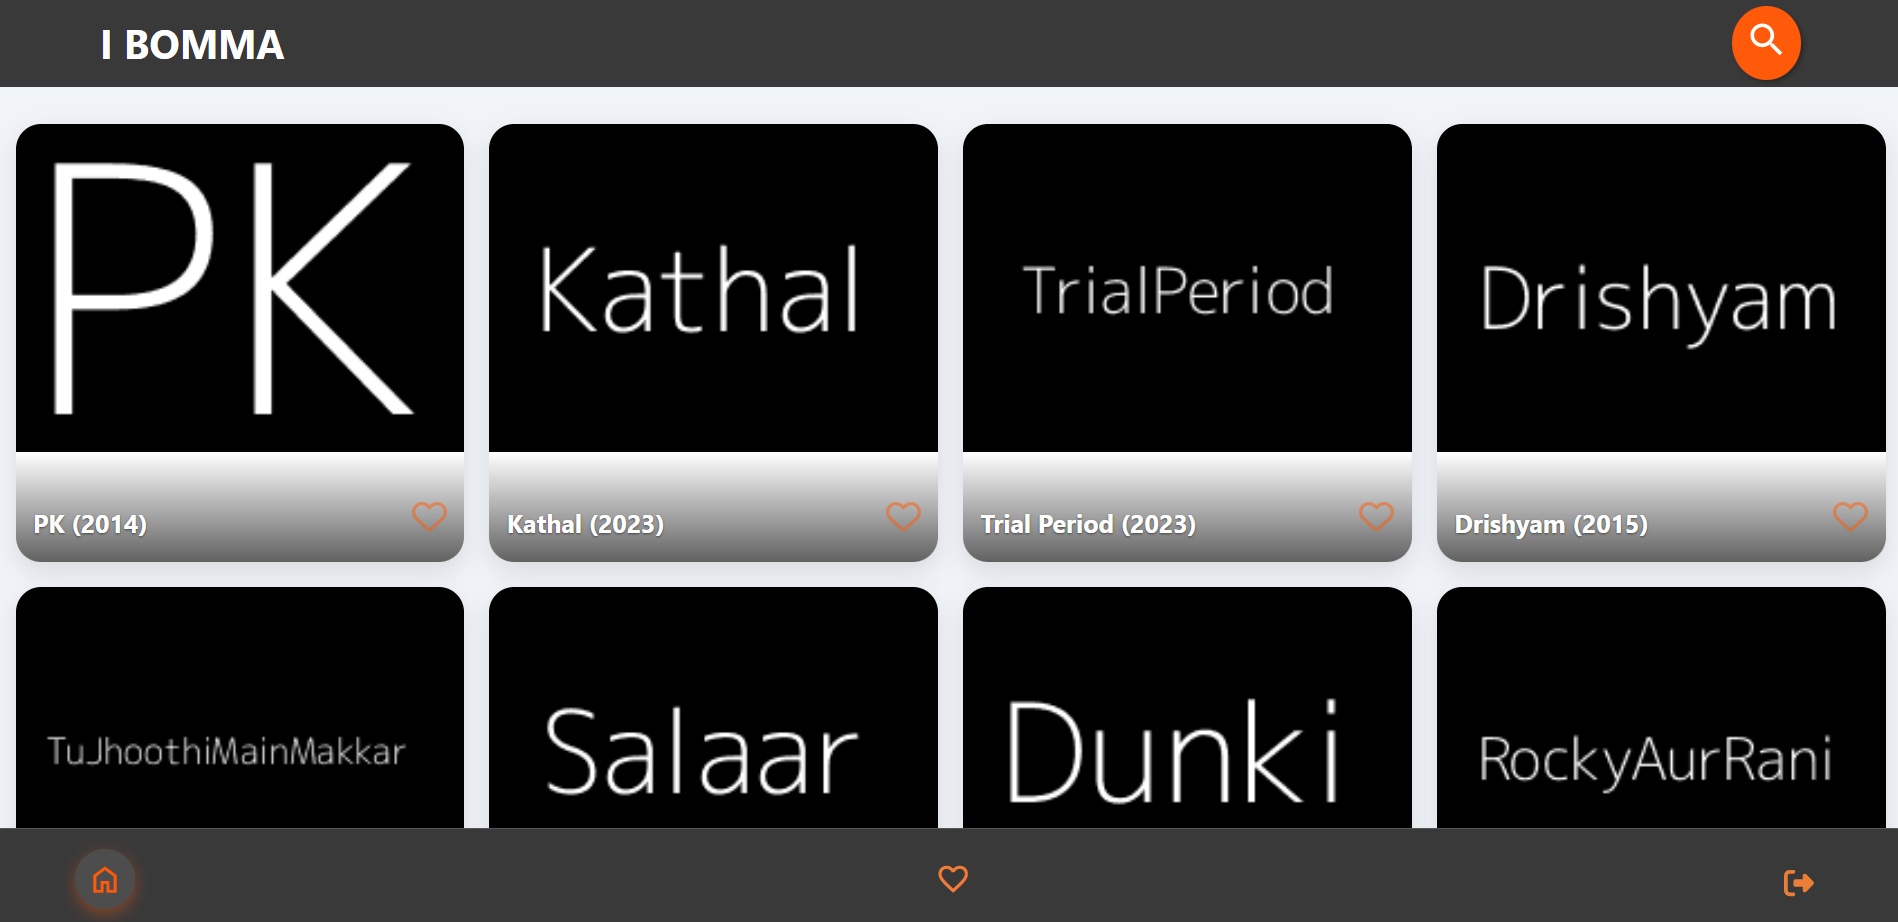 I BOMMA
PK
Kathal
TrialPeriod
Drishyam
PK (2014)
Kathal (2023)
Trial Period (2023)
Drishyam (2015)
TuJhoothiMainMakkar
Salaar
Dunki
RockyAurRani